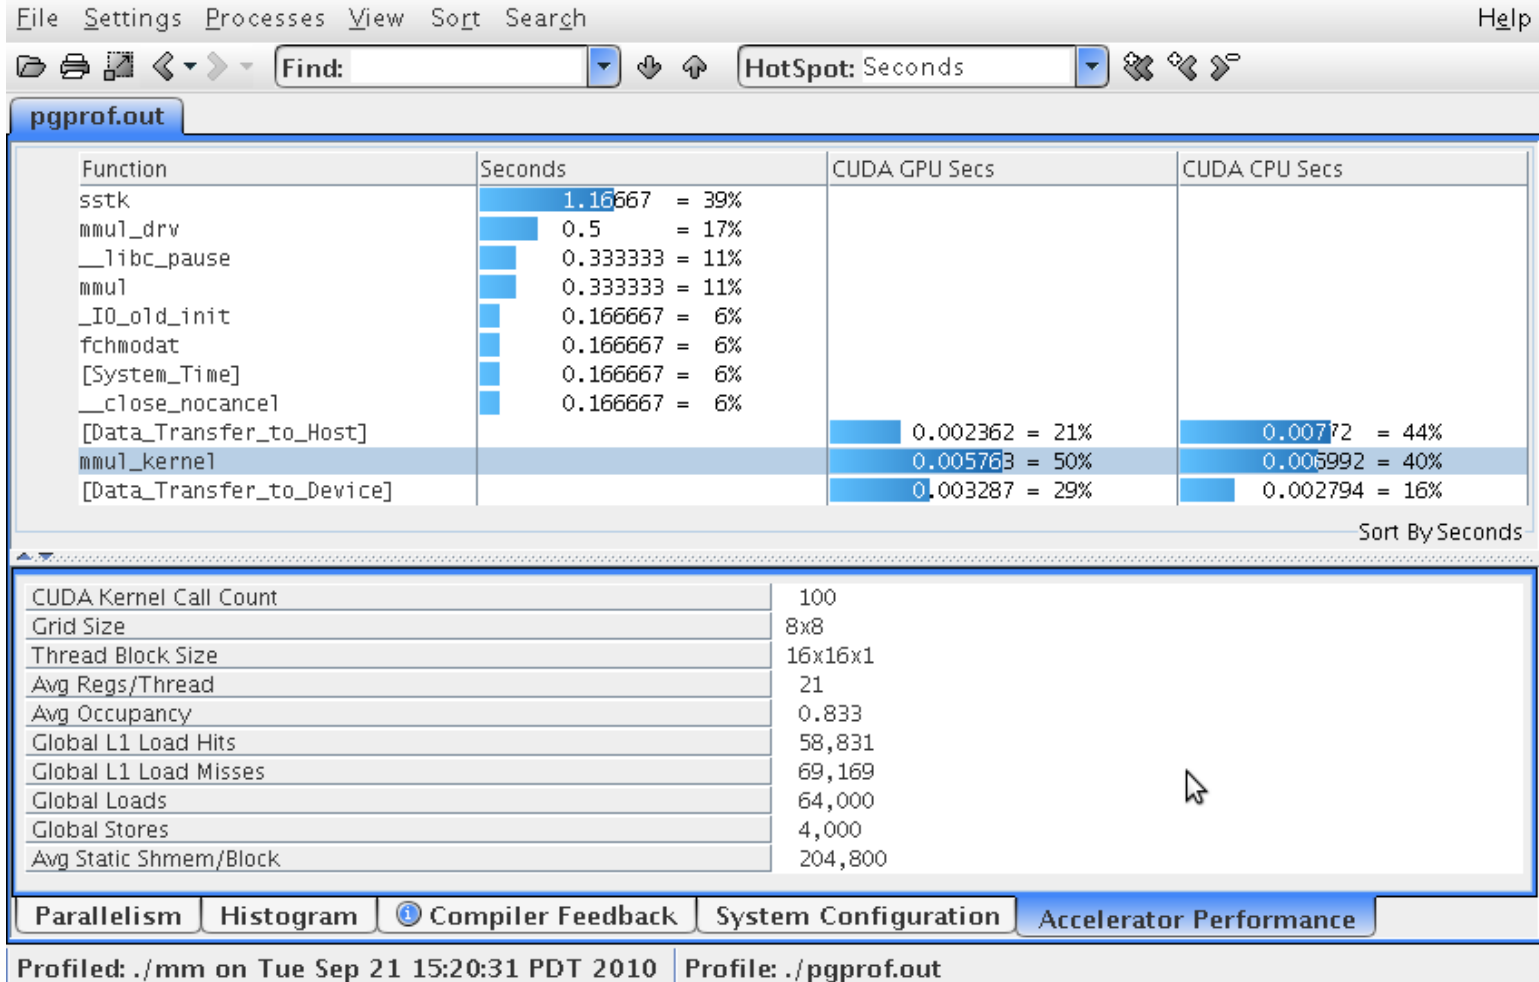 File Settings Processes View Sort Search Help
Find: HotSpot: Seconds
pgprof.out
Function Seconds CUDA GPU Secs CUDA CPU Secs
sstk 1.16667 = 39%
mmul_drv 0.5 = 17%
__libc_pause 0.333333 = 11%
mmul 0.333333 = 11%
_IO_old_init 0.166667 = 6%
fchmodat 0.166667 = 6%
[System_Time] 0.166667 = 6%
__close_nocancel 0.166667 = 6%
[Data_Transfer_to_Host] 0.002362 = 21% 0.00772 = 44%
mmul_kernel 0.005763 = 50% 0.006992 = 40%
[Data_Transfer_to_Device] 0.003287 = 29% 0.002794 = 16%
Sort By Seconds
CUDA Kernel Call Count 100
Grid Size 8x8
Thread Block Size 16x16x1
Avg Regs/Thread 21
Avg Occupancy 0.833
Global L1 Load Hits 58,831
Global L1 Load Misses 69,169
Global Loads 64,000
Global Stores 4,000
Avg Static Shmem/Block 204,800
Parallelism Histogram Compiler Feedback System Configuration Accelerator Performance
Profiled: ./mm on Tue Sep 21 15:20:31 PDT 2010 Profile: ./pgprof.out